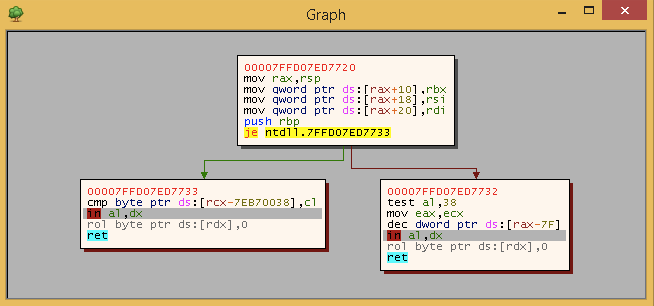 Graph
00007FFD07ED7720
mov rax,rsp
mov qword ptr ds:[rax+10],rbx
mov qword ptr ds:[rax+18],rsi
mov qword ptr ds:[rax+20],rdi
push rbp
je ntdll.7FFD07ED7733
00007FFD07ED7733
cmp byte ptr ds:[rcx-7EB70038],cl
in al,dx
rol byte ptr ds:[rdx],0
ret
00007FFD07ED7732
test al,38
mov eax,ecx
dec dword ptr ds:[rax-7F]
in al,dx
rol byte ptr ds:[rdx],0
ret